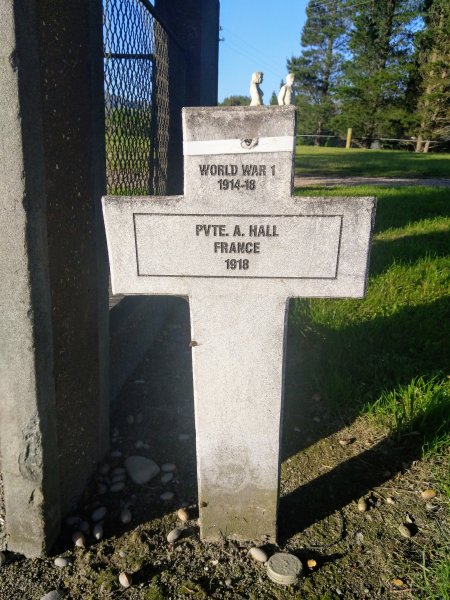 WORLD WAR 1
1914-18
PVTE. A. HALL
FRANCE
1918